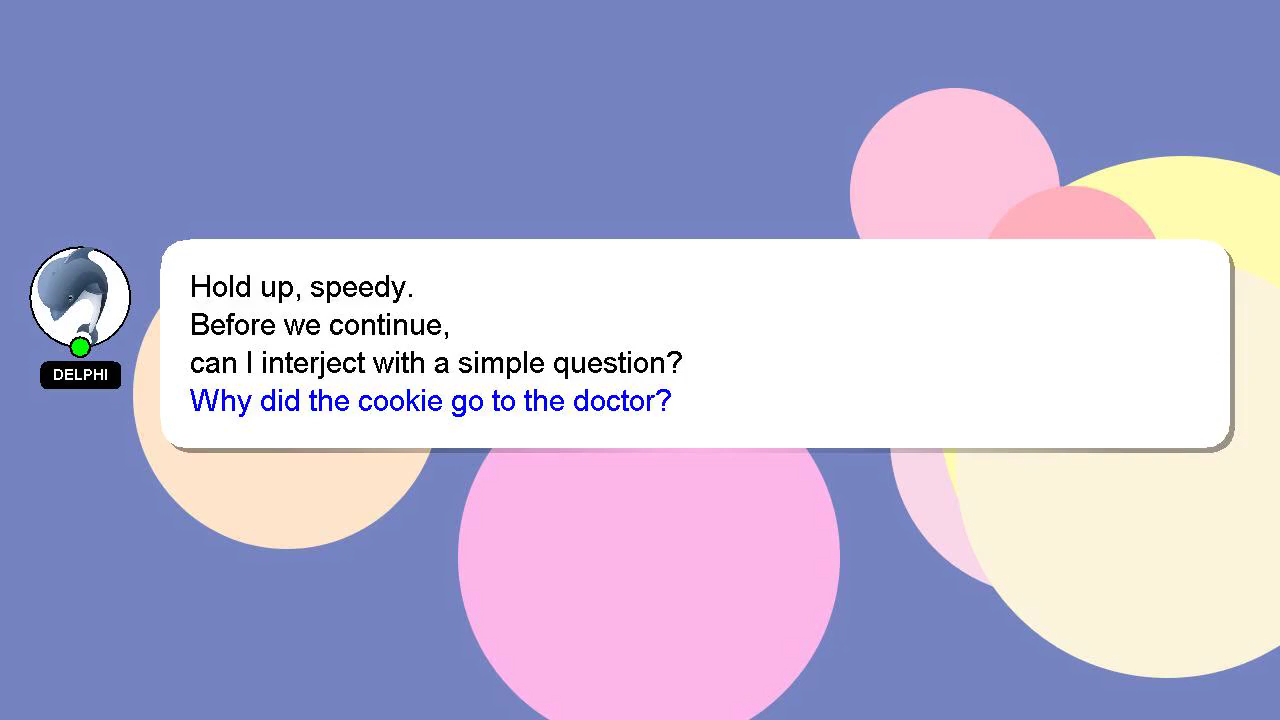 Hold up, speedy.
Before we continue,
can I interject with a simple question?
Why did the cookie go to the doctor?
DELPHI